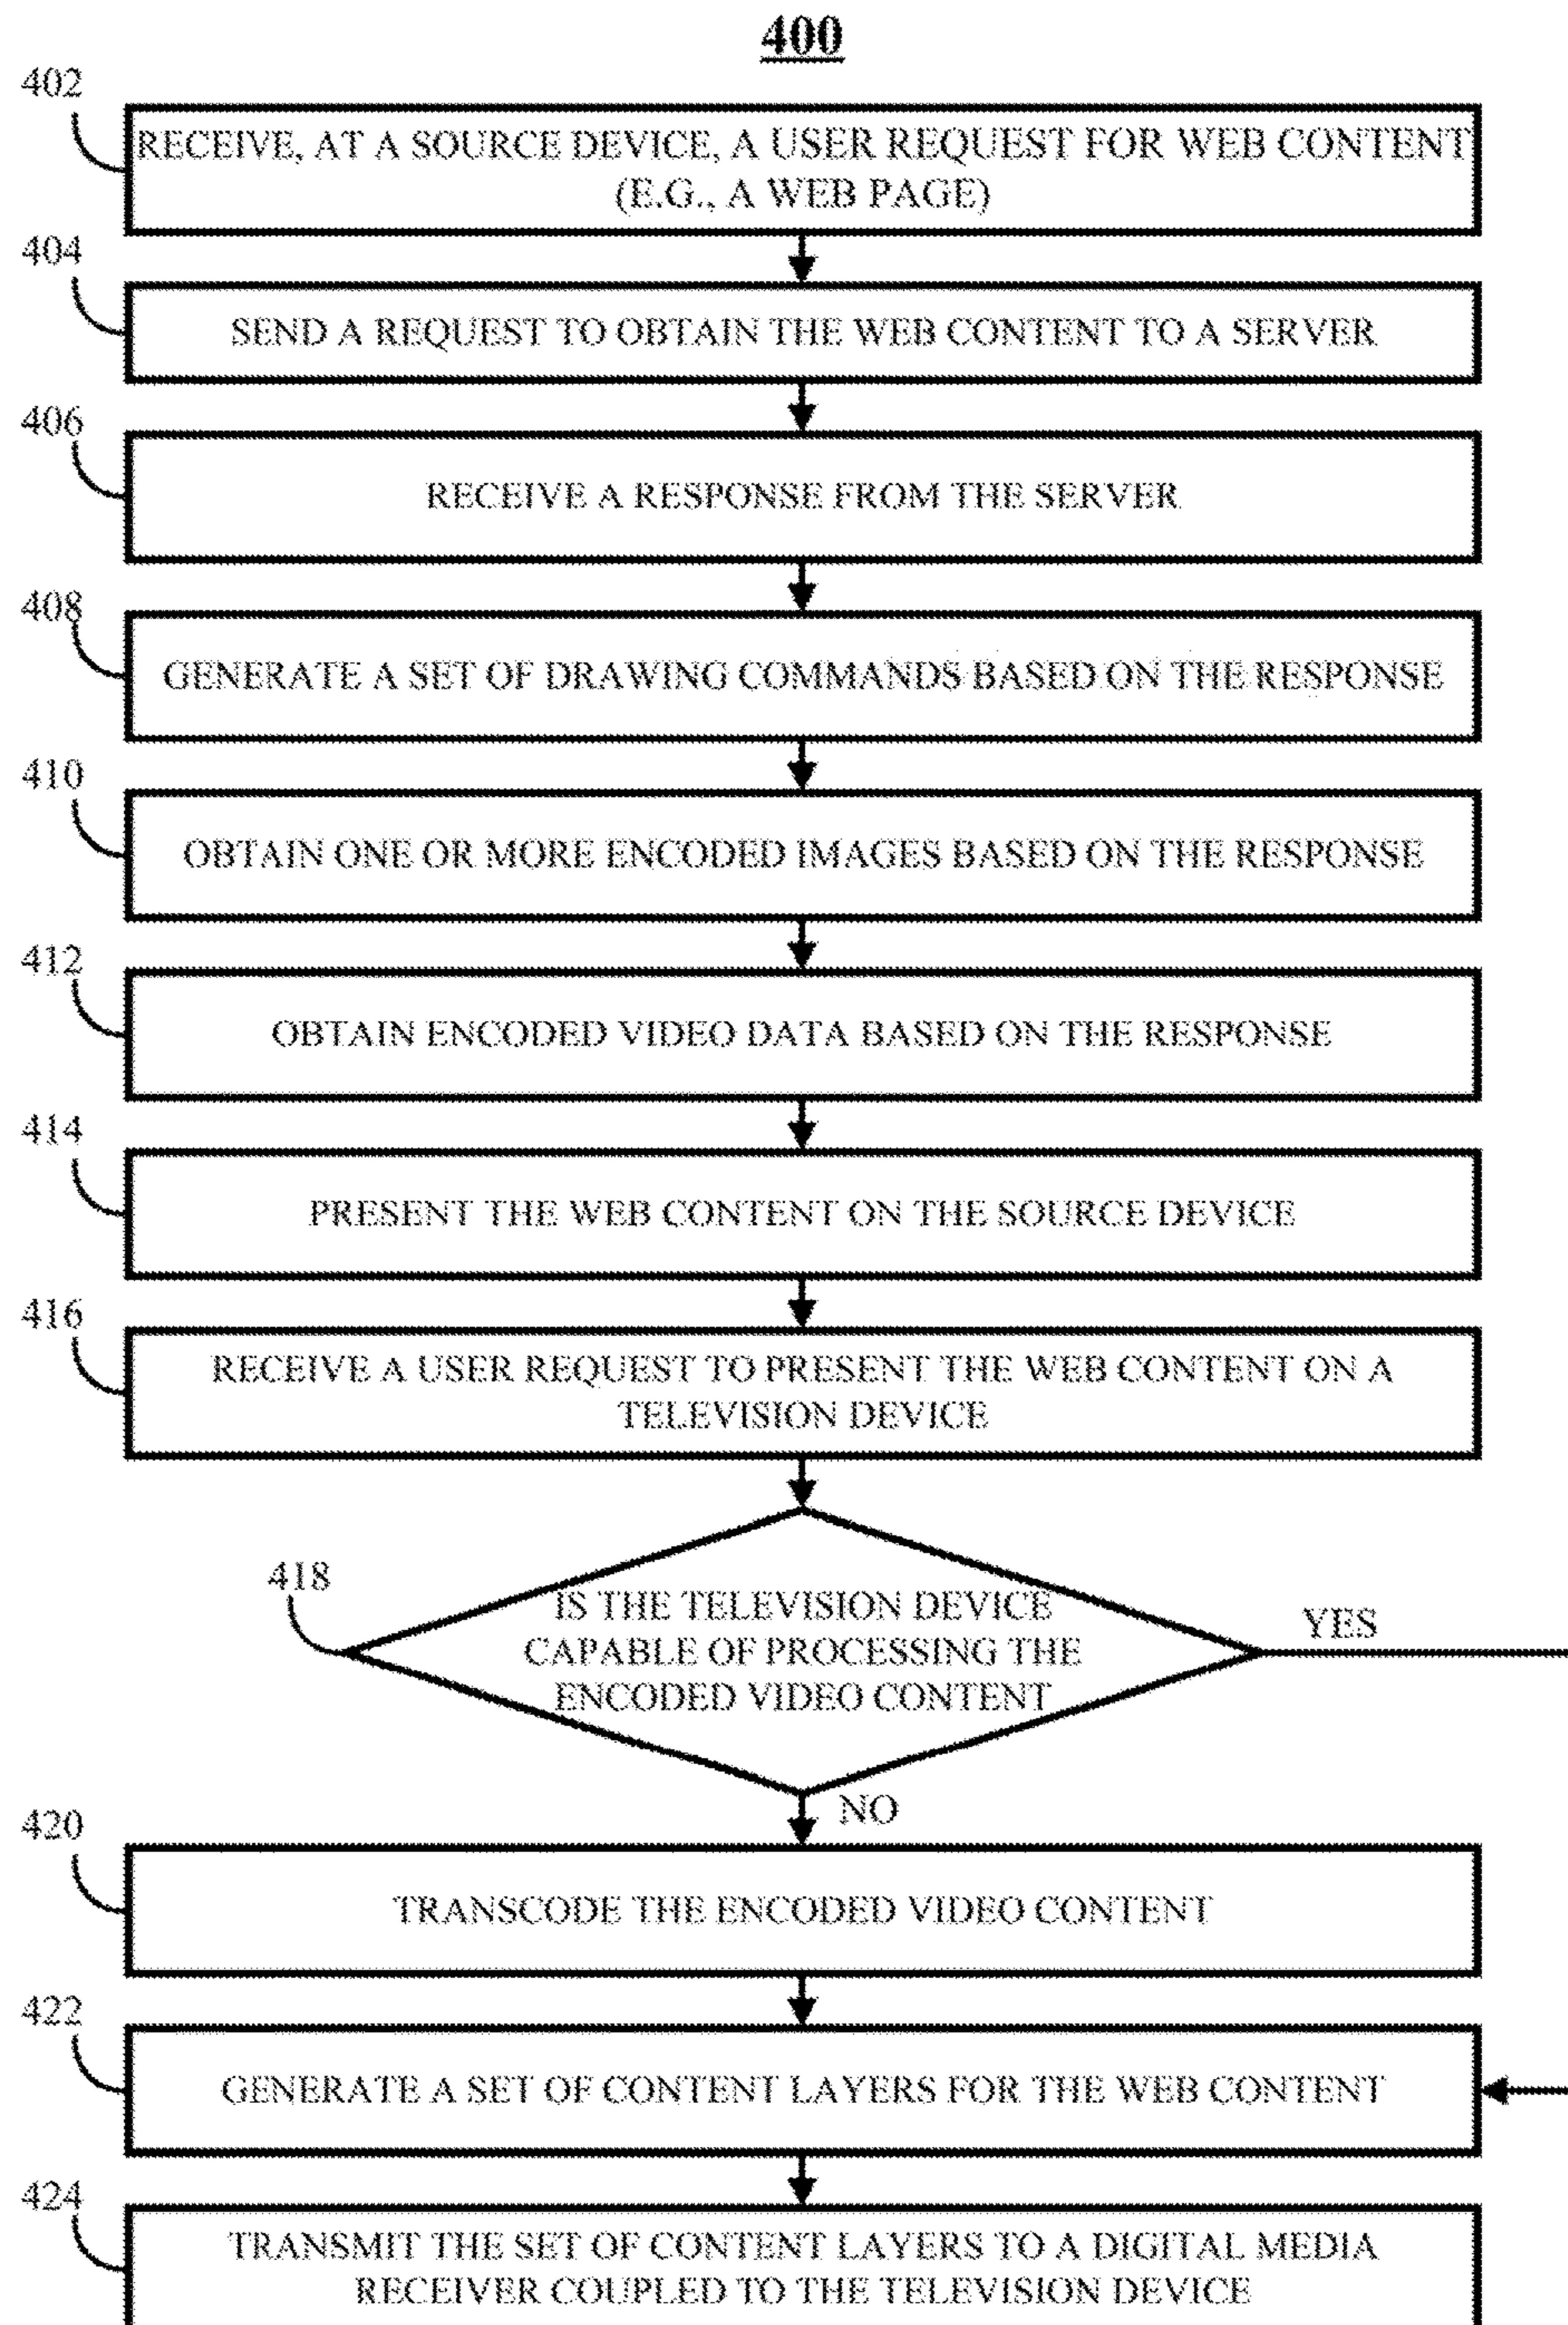 400
402
RECEIVE, AT A SOURCE DEVICE, A USER REQUEST FOR WEB CONTENT
(E.G., A WEB PAGE)
404
SEND A REQUEST TO OBTAIN THE WEB CONTENT TO A SERVER
406
RECEIVE A RESPONSE FROM THE SERVER
408
GENERATE A SET OF DRAWING COMMANDS BASED ON THE RESPONSE
410
OBTAIN ONE OR MORE ENCODED IMAGES BASED ON THE RESPONSE
412
OBTAIN ENCODED VIDEO DATA BASED ON THE RESPONSE
414
PRESENT THE WEB CONTENT ON THE SOURCE DEVICE
416
RECEIVE A USER REQUEST TO PRESENT THE WEB CONTENT ON A
TELEVISION DEVICE
418
IS THE TELEVISION DEVICE
CAPABLE OF PROCESSING THE
ENCODED VIDEO CONTENT
YES
NO
420
TRANSCODE THE ENCODED VIDEO CONTENT
422
GENERATE A SET OF CONTENT LAYERS FOR THE WEB CONTENT
424
TRANSMIT THE SET OF CONTENT LAYERS TO A DIGITAL MEDIA
RECEIVER COUPLED TO THE TELEVISION DEVICE